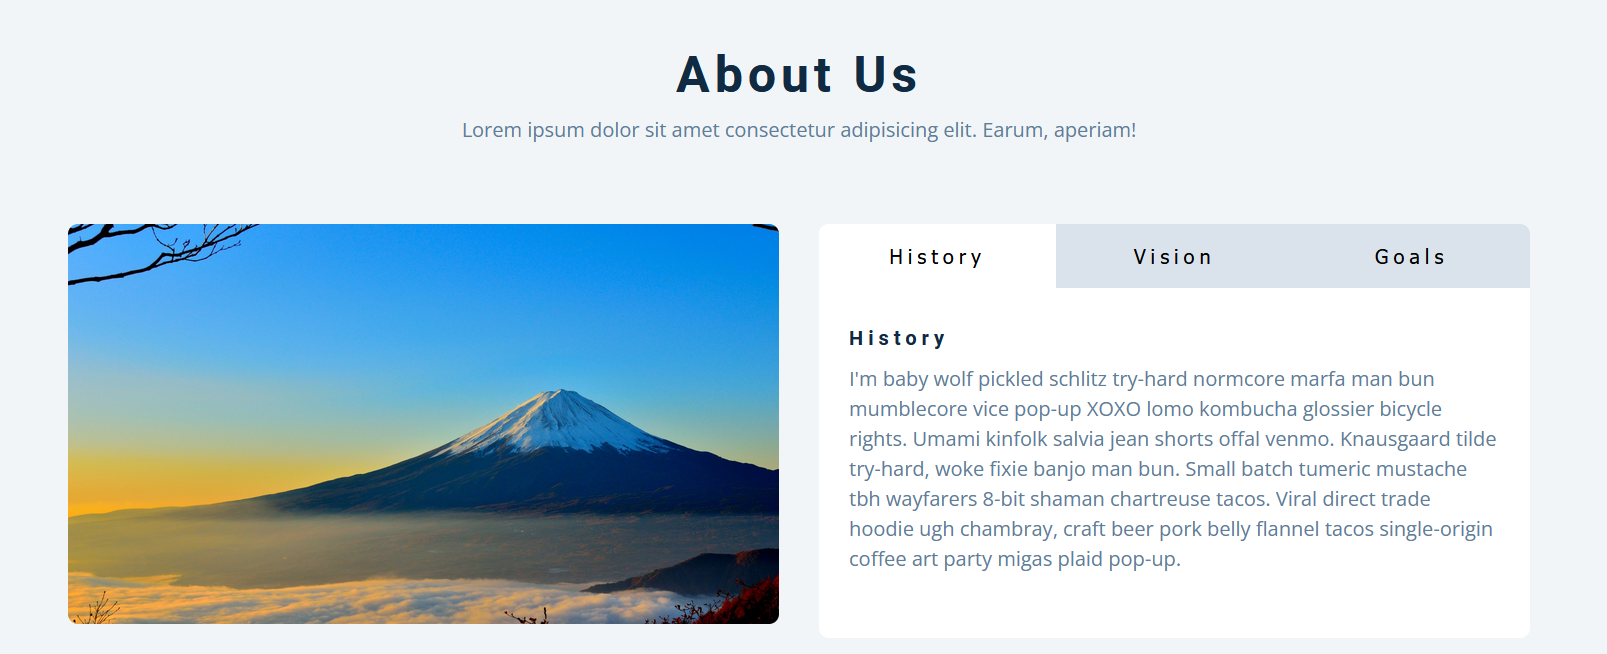 About Us
Lorem ipsum dolor sit amet consectetur adipisicing elit. Earum, aperiam!
History
Vision
Goals
History
I'm baby wolf pickled schlitz try-hard normcore marfa man bun
mumblecore vice pop-up XOXO lomo kombucha glossier bicycle
rights. Umami kinfolk salvia jean shorts offal venmo. Knausgaard tilde
try-hard, woke fixie banjo man bun. Small batch tumeric mustache
tbh wayfarers 8-bit shaman chartreuse tacos. Viral direct trade
hoodie ugh chambray, craft beer pork belly flannel tacos single-origin
coffee art party migas plaid pop-up.